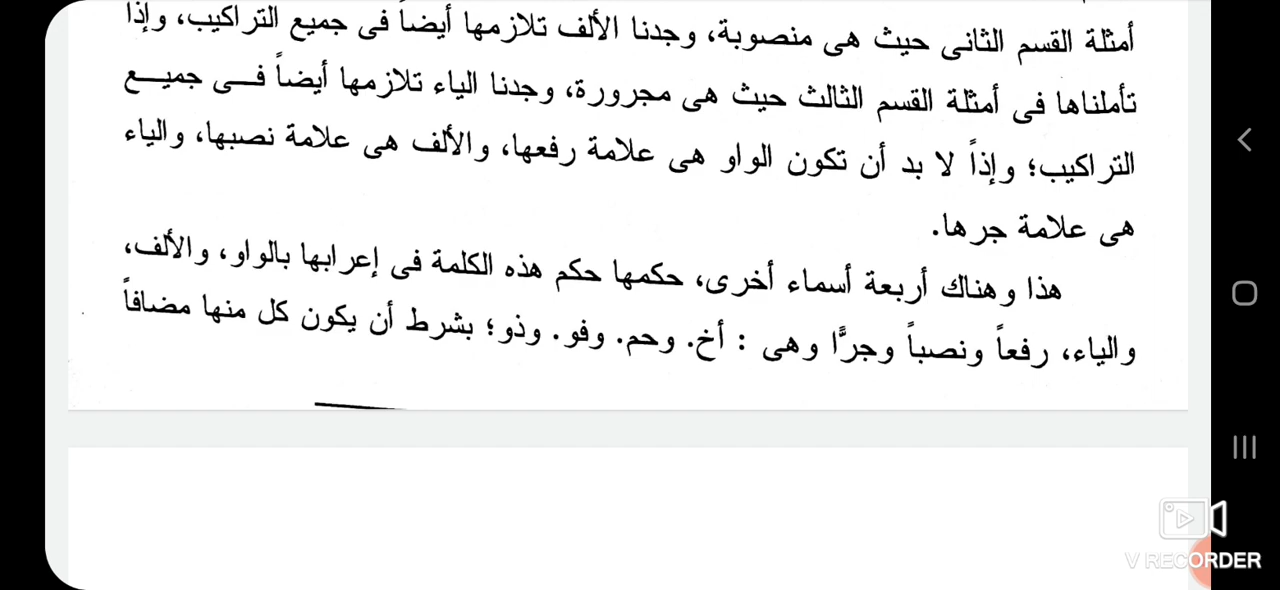 أمثلة القسم الثانى حيث هى منصوبة، وجدنا الألف تلازمها أيضاً فى جميع التراكيب، وإذا
تأملناها فى أمثلة القسم الثالث حيث هى مجرورة، وجدنا الياء تلازمها أيضاً فـى جميـع
التراكيب؛ وإذاً لا بد أن تكون الواو هى علامة رفعها، والألف هى علامة نصبها، والياء
هى علامة جرها.
هذا وهناك أربعة أسماء أخرى، حكمها حكم هذه الكلمة فى إعرابها بالواو، والألف،
والياء، رفعاً ونصباً وجرًّا وهى : أخ. وحم. وفو. وذو؛ بشرط أن يكون كل منها مضافاً
V RECORDER